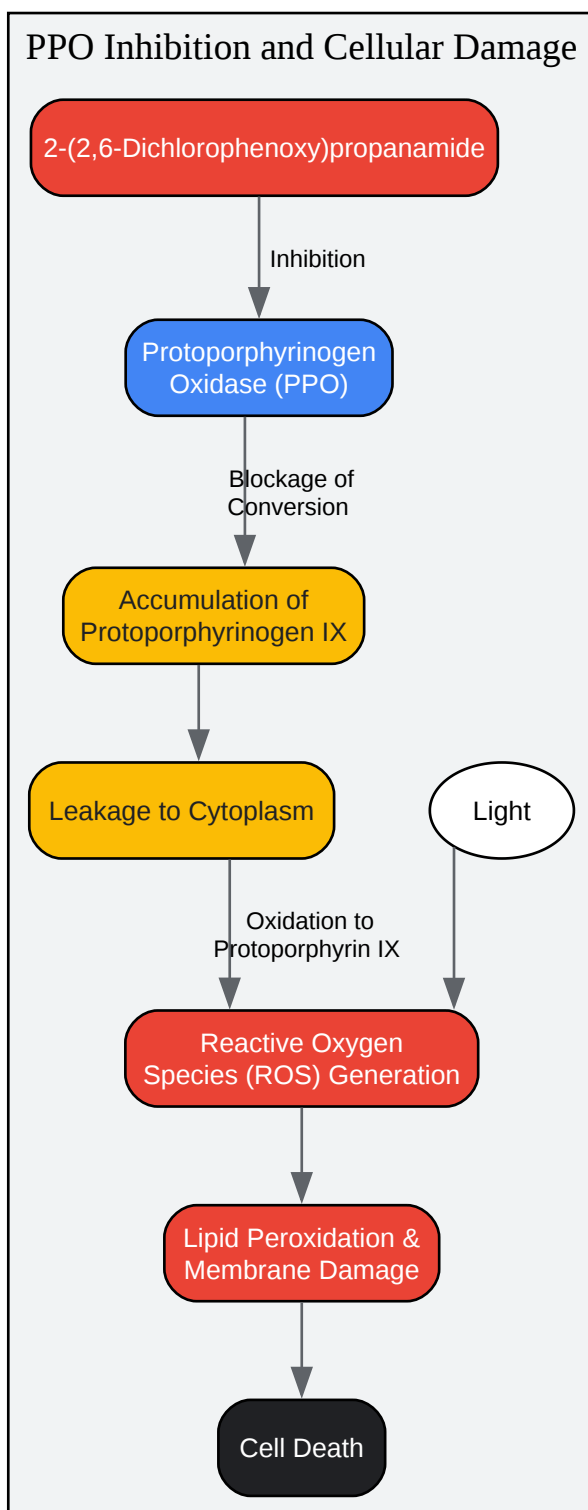 PPO Inhibition and Cellular Damage
2-(2,6-Dichlorophenoxy)propanamide
Inhibition
Protoporphyrinogen
Oxidase (PPO)
Blockage of
Conversion
Accumulation of
Protoporphyrinogen IX
Leakage to Cytoplasm
Light
Oxidation to
Protoporphyrin IX
Reactive Oxygen
Species (ROS) Generation
Lipid Peroxidation &
Membrane Damage
Cell Death